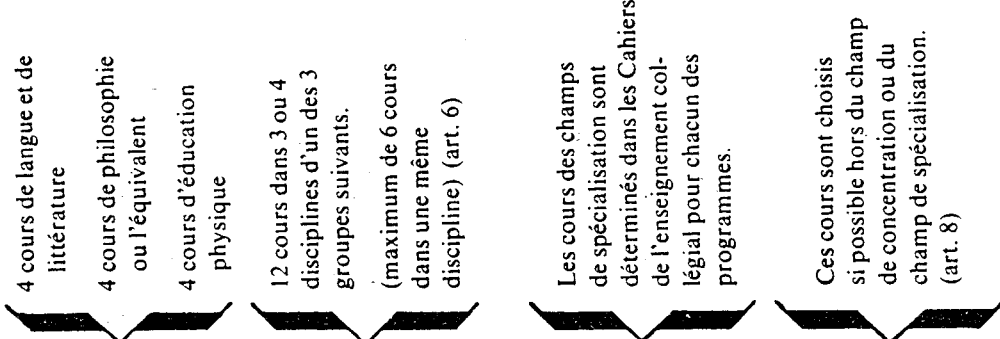 4 cours de langue et de
littérature
4 cours de philosophie
ou l'équivalent
4 cours d'éducation
physique
12 cours dans 3 ou 4
disciplines d'un des 3
groupes suivants.
(maximum de 6 cours
dans une même
discipline) (art. 6)
Les cours des champs
de spécialisation sont
déterminés dans les Cahiers
de l'enseignement col-
légial pour chacun des
programmes.
Ces cours sont choisis
si possible hors du champ
de concentration ou du
champ de spécialisation.
(art. 8)